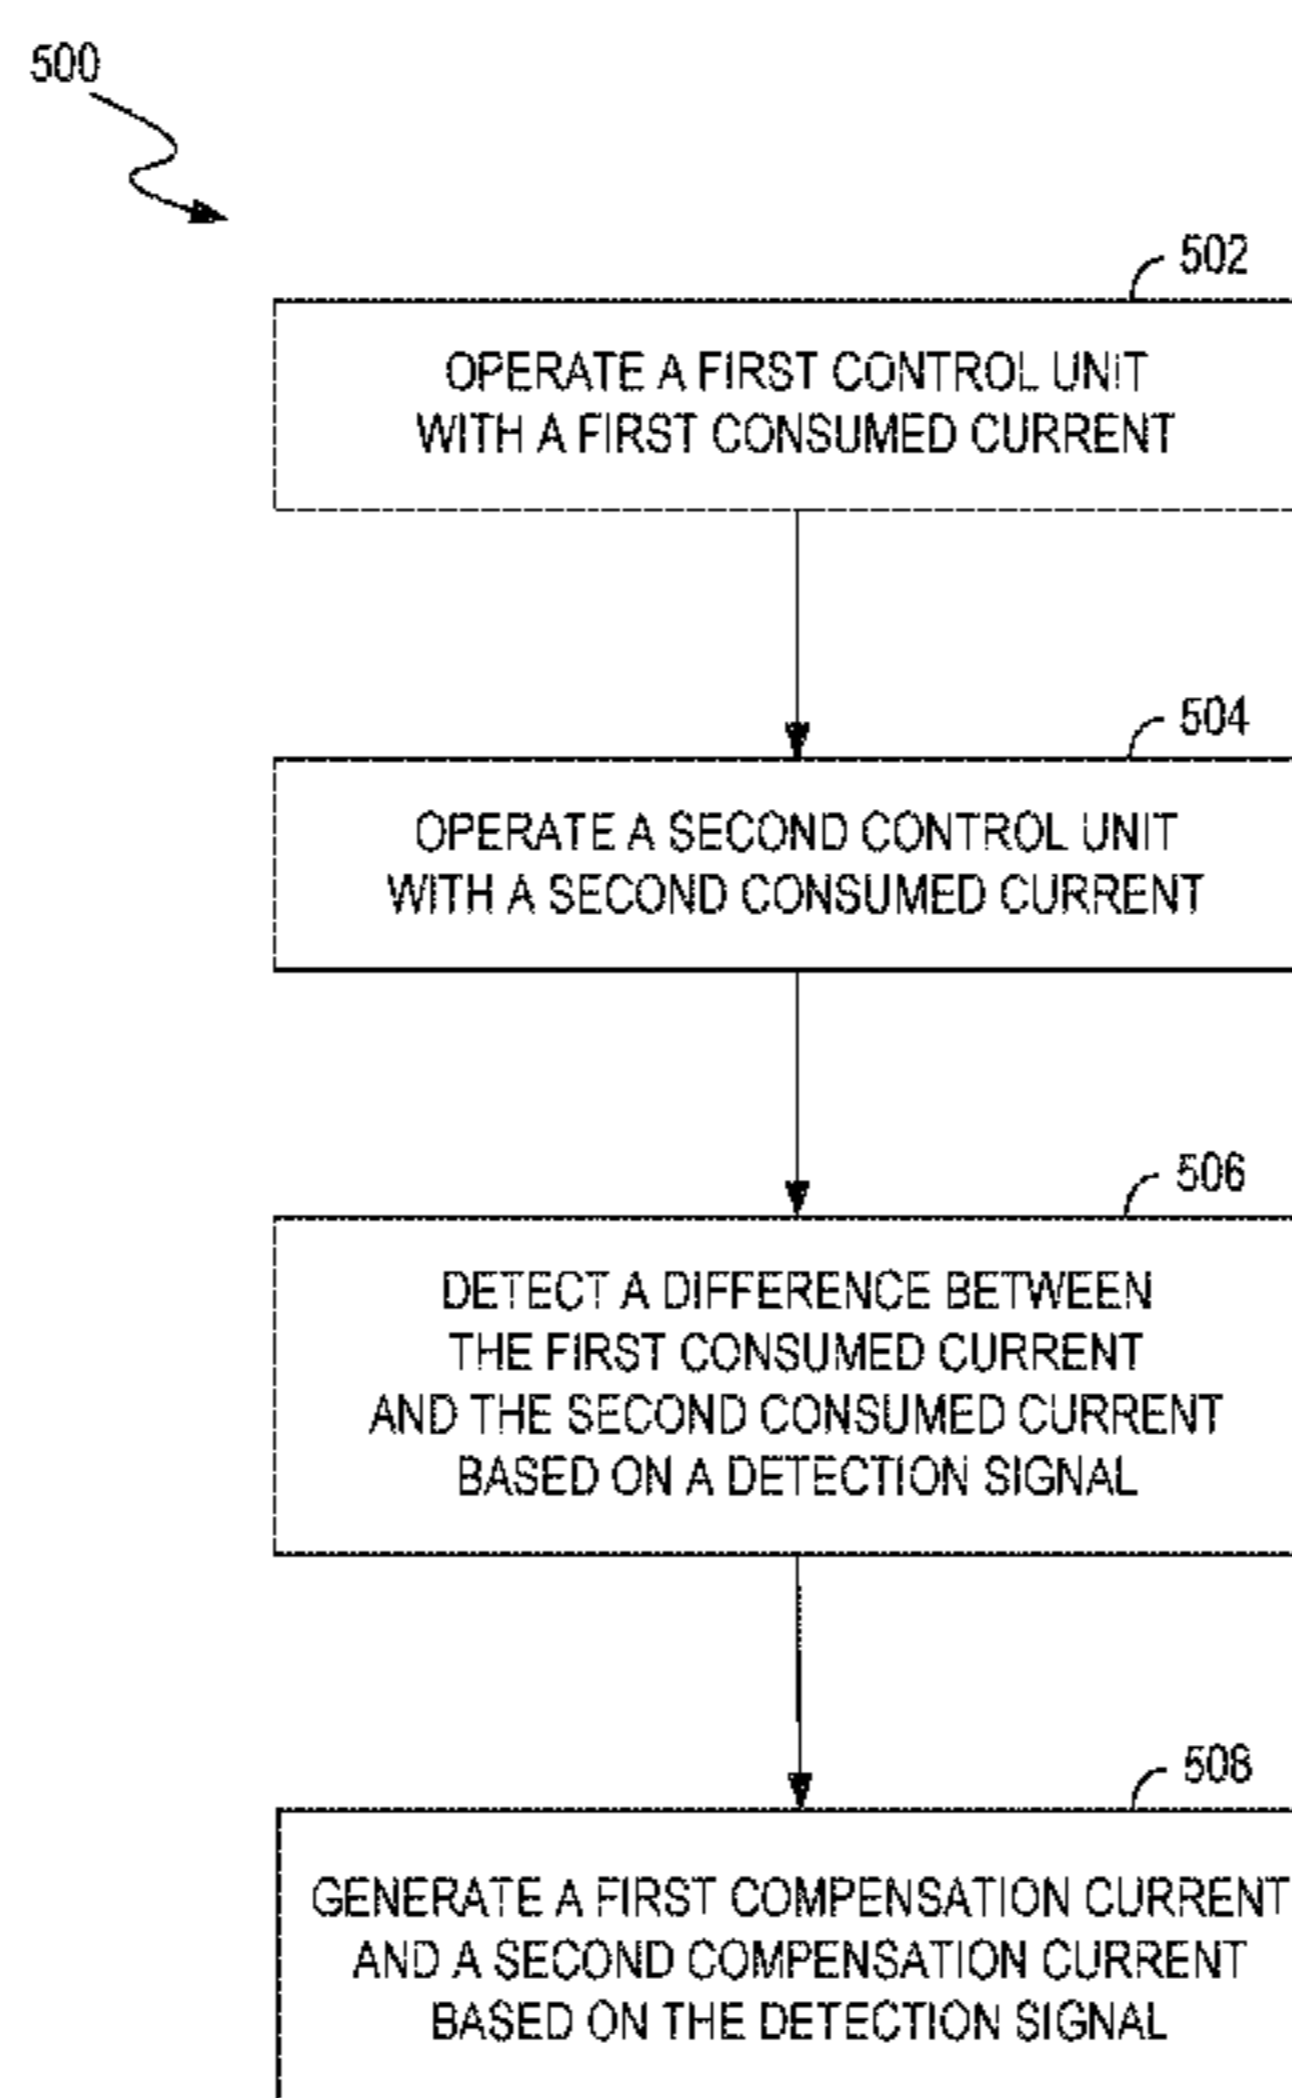 500
502
OPERATE A FIRST CONTROL UNIT
WITH A FIRST CONSUMED CURRENT
504
OPERATE A SECOND CONTROL UNIT
WITH A SECOND CONSUMED CURRENT
506
DETECT A DIFFERENCE BETWEEN
THE FIRST CONSUMED CURRENT
AND THE SECOND CONSUMED CURRENT
BASED ON A DETECTION SIGNAL
508
GENERATE A FIRST COMPENSATION CURRENT
AND A SECOND COMPENSATION CURRENT
BASED ON THE DETECTION SIGNAL